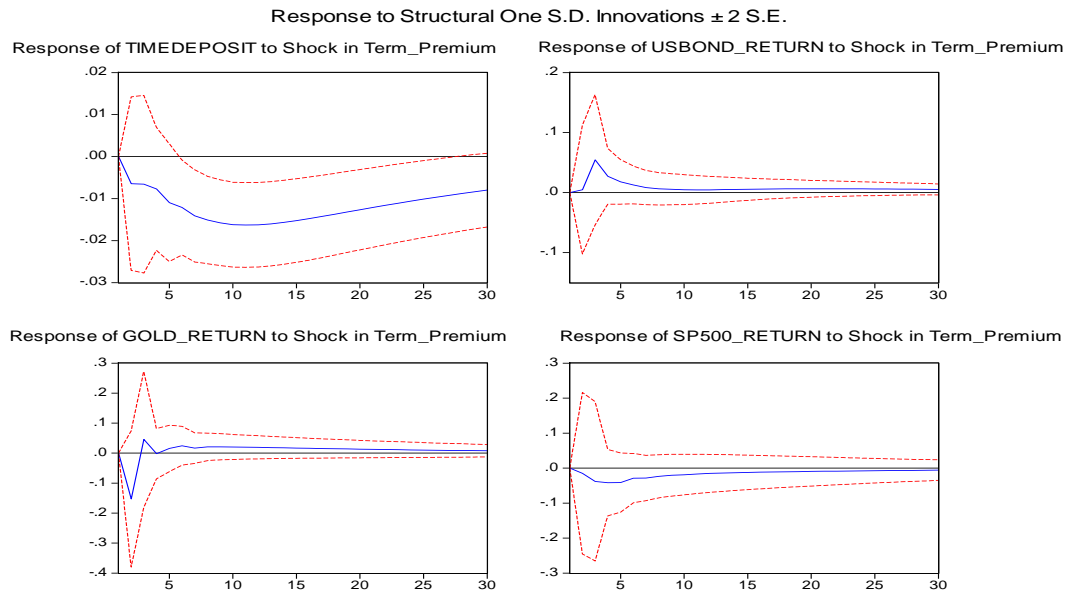 Response to Structural One S.D. Innovations ± 2 S.E.
Response of TIMEDEPOSIT to Shock in Term_Premium
.02
.01
.00
-.01
-.02
-.03
5 10 15 20 25 30
Response of USBOND_RETURN to Shock in Term_Premium
.2
.1
.0
-.1
5 10 15 20 25 30
Response of GOLD_RETURN to Shock in Term_Premium
.3
.2
.1
.0
-.1
-.2
-.3
-.4
5 10 15 20 25 30
Response of SP500_RETURN to Shock in Term_Premium
.3
.2
.1
.0
-.1
-.2
-.3
5 10 15 20 25 30